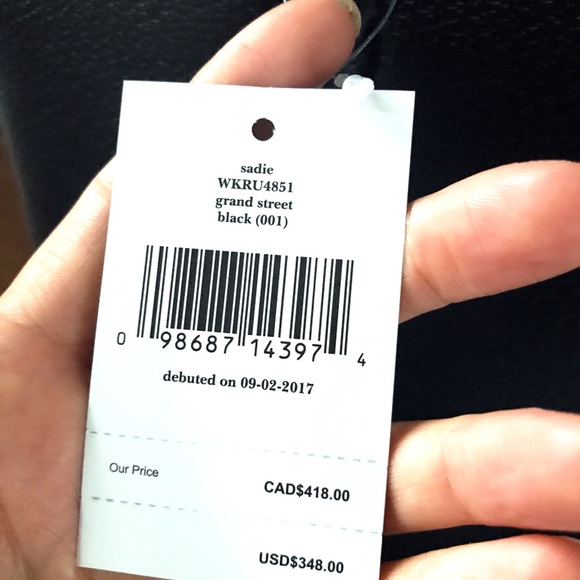 sadie
WKRU4851
grand street
black (001)
0 98687 14397 4
debuted on 09-02-2017
Our Price CAD$418.00
USD$348.00